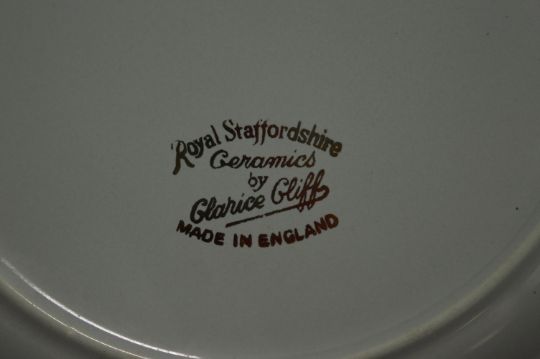 Royal Staffordshire
Ceramics
by
Clarice Cliff
MADE IN ENGLAND